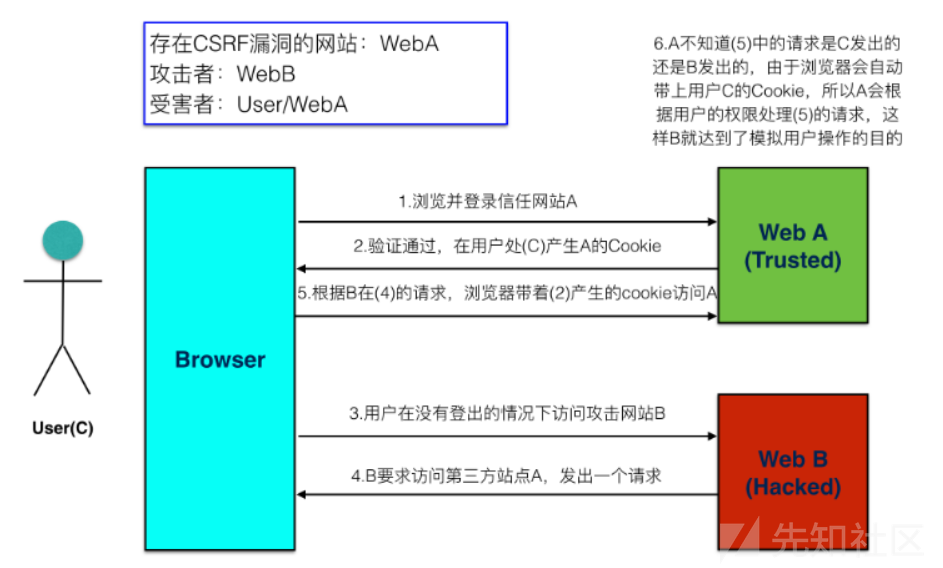 存在CSRF漏洞的网站：WebA
攻击者：WebB
受害者：User/WebA
6.A不知道(5)中的请求是C发出的
还是B发出的，由于浏览器会自动
带上用户C的Cookie，所以A会根
据用户的权限处理(5)的请求，这
样B就达到了模拟用户操作的目的
1.浏览并登录信任网站A
2.验证通过，在用户处(C)产生A的Cookie
5.根据B在(4)的请求，浏览器带着(2)产生的cookie访问A
Web A
(Trusted)
Browser
User(C)
3.用户在没有登出的情况下访问攻击网站B
4.B要求访问第三方站点A，发出一个请求
Web B
(Hacked)
先知社区